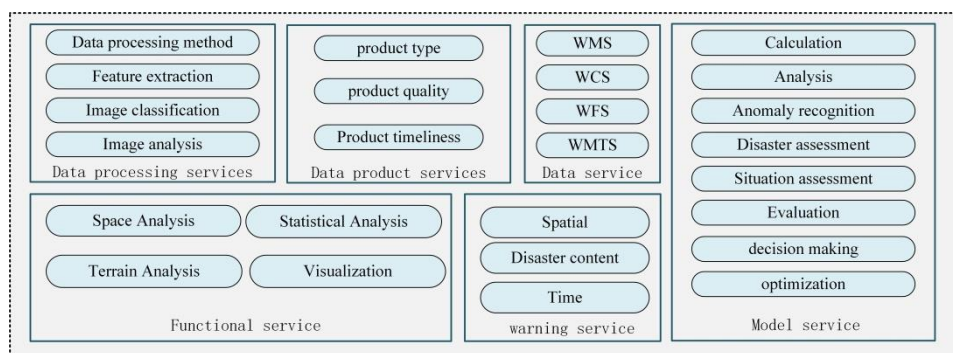 Data processing method
Feature extraction
Image classification
Image analysis
Data processing services
product type
product quality
Product timeliness
Data product services
WMS
WCS
WFS
WMTS
Data service
Calculation
Analysis
Anomaly recognition
Disaster assessment
Situation assessment
Evaluation
decision making
optimization
Model service
Space Analysis
Statistical Analysis
Terrain Analysis
Visualization
Functional service
Spatial
Disaster content
Time
warning service